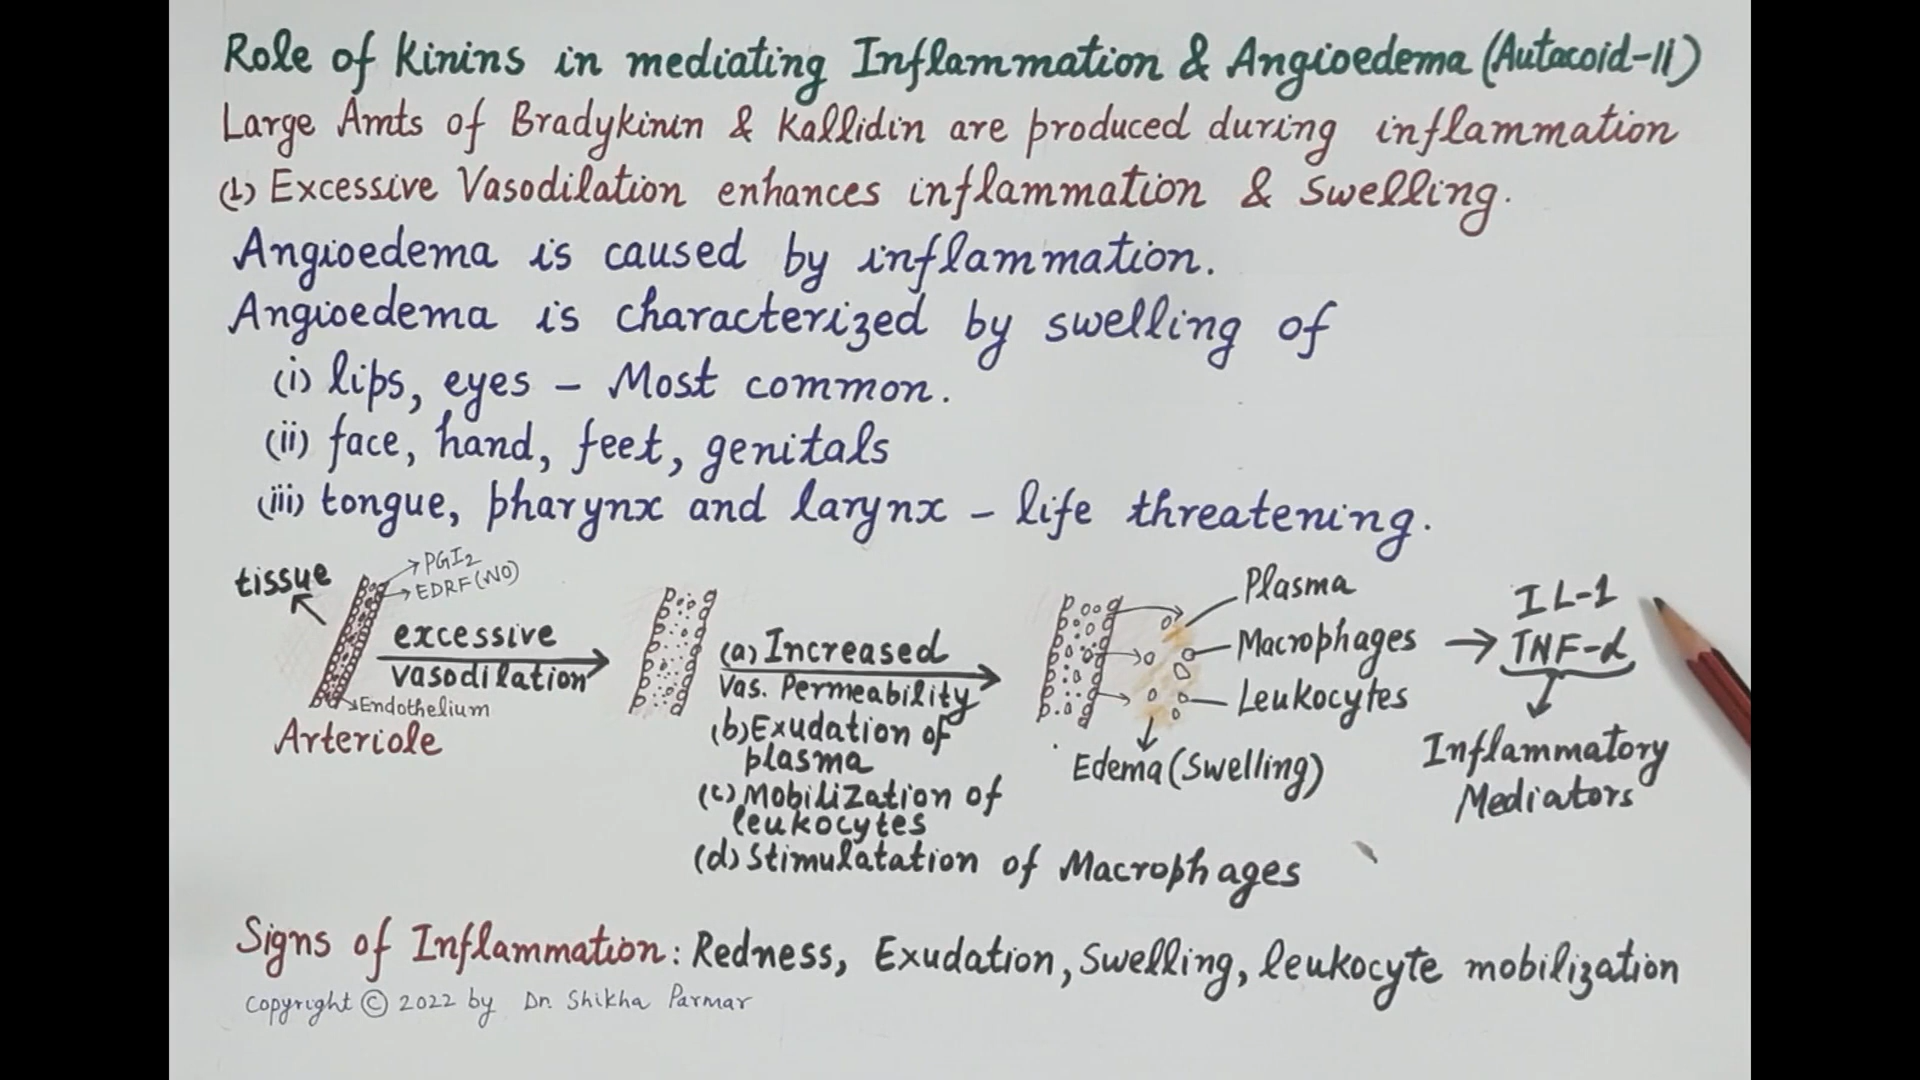 Role of Kinins in mediating Inflammation & Angioedema (Autacoid-II)
Large Amts of Bradykinin & Kallidin are produced during inflammation
(1) Excessive Vasodilation enhances inflammation & Swelling.
Angioedema is caused by inflammation.
Angioedema is characterized by swelling of
(i) lips, eyes – Most common.
(ii) face, hand, feet, genitals
(iii) tongue, pharynx and larynx – life threatening.
tissue
PGI2
EDRF(NO)
Endothelium
Arteriole
excessive
vasodilation
(a) Increased
Vas. Permeability
(b) Exudation of
plasma
(c) Mobilization of
leukocytes
(d) Stimulatation of Macrophages
Plasma
Macrophages
Leukocytes
Edema (Swelling)
IL-1
TNF-α
Inflammatory
Mediators
Signs of Inflammation: Redness, Exudation, Swelling, leukocyte mobilization
Copyright © 2022 by Dr. Shikha Parmar